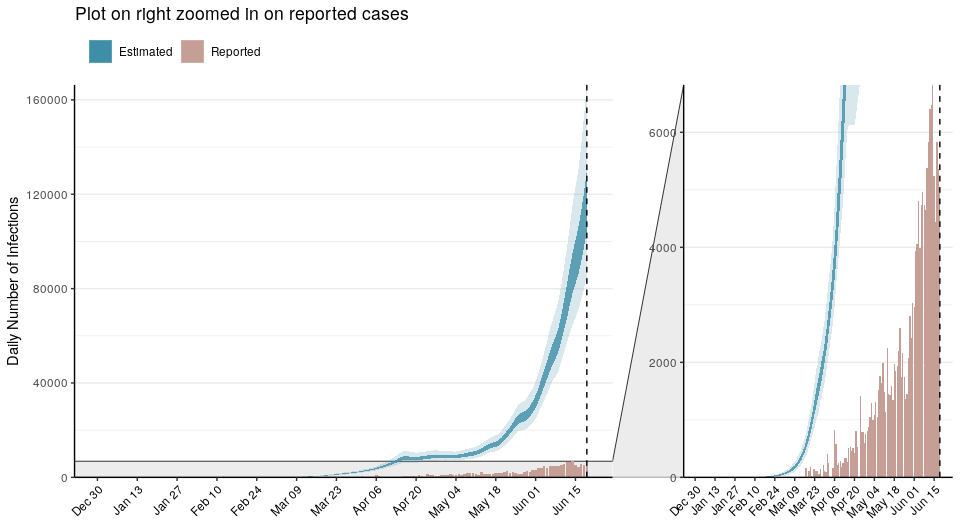 Plot on right zoomed in on reported cases
Estimated
Reported
Daily Number of Infections
160000
120000
80000
40000
0
Dec 30
Jan 13
Jan 27
Feb 10
Feb 24
Mar 09
Mar 23
Apr 06
Apr 20
May 04
May 18
Jun 01
Jun 15
6000
4000
2000
0
Dec 30
Jan 13
Jan 27
Feb 10
Feb 24
Mar 09
Mar 23
Apr 06
Apr 20
May 04
May 18
Jun 01
Jun 15